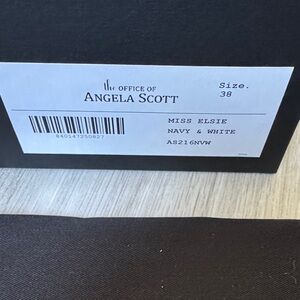 THE OFFICE OF
ANGELA SCOTT
Size.
38
MISS ELSIE
NAVY & WHITE
AS216NVW
840147250827